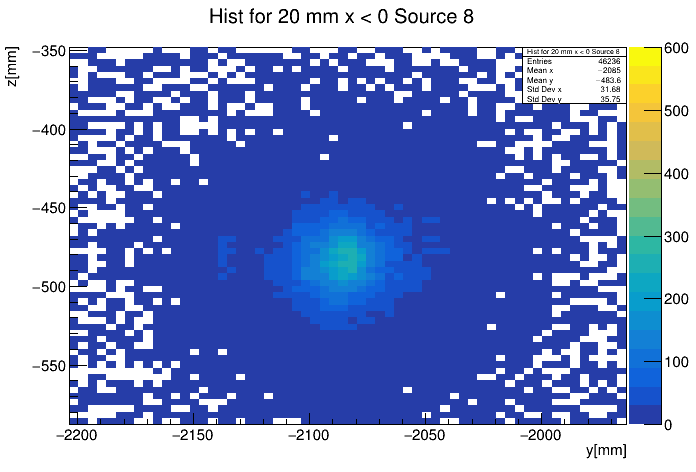 Hist for 20 mm x < 0 Source 8
Hist for 20 mm x < 0 Source 8
Entries 46236
Mean x −2085
Mean y −483.6
Std Dev x 31.68
Std Dev y 35.75
z[mm]
−350
−400
−450
−500
−550
−2200 −2150 −2100 −2050 −2000
y[mm]
600
500
400
300
200
100
0